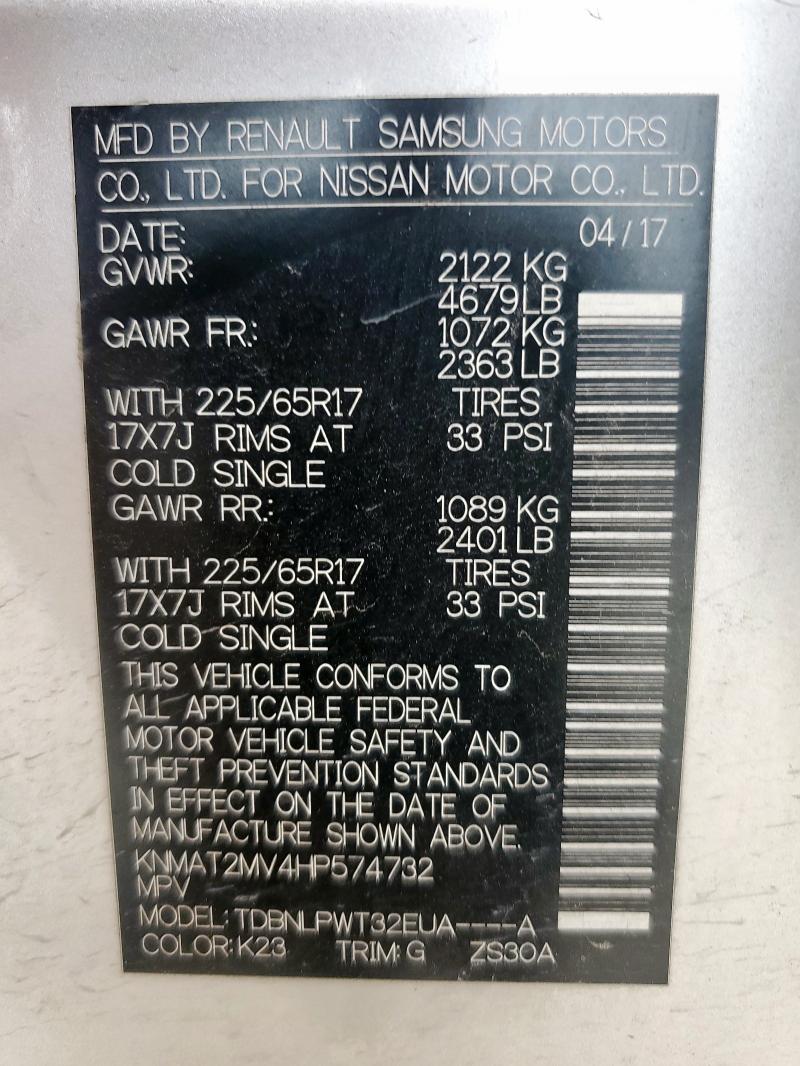 MFD BY RENAULT SAMSUNG MOTORS
CO., LTD. FOR NISSAN MOTOR CO., LTD.
DATE: 04/17
GVWR: 2122 KG
4679 LB
GAWR FR.: 1072 KG
2363 LB
WITH 225/65R17 TIRES
17X7J RIMS AT 33 PSI
COLD SINGLE
GAWR RR.: 1089 KG
2401 LB
WITH 225/65R17 TIRES
17X7J RIMS AT 33 PSI
COLD SINGLE
THIS VEHICLE CONFORMS TO
ALL APPLICABLE FEDERAL
MOTOR VEHICLE SAFETY AND
THEFT PREVENTION STANDARDS
IN EFFECT ON THE DATE OF
MANUFACTURE SHOWN ABOVE.
KNMAT2MV4HP574732
MPV
MODEL: TDBNLPWT32EUA----A
COLOR: K23 TRIM: G ZS30A